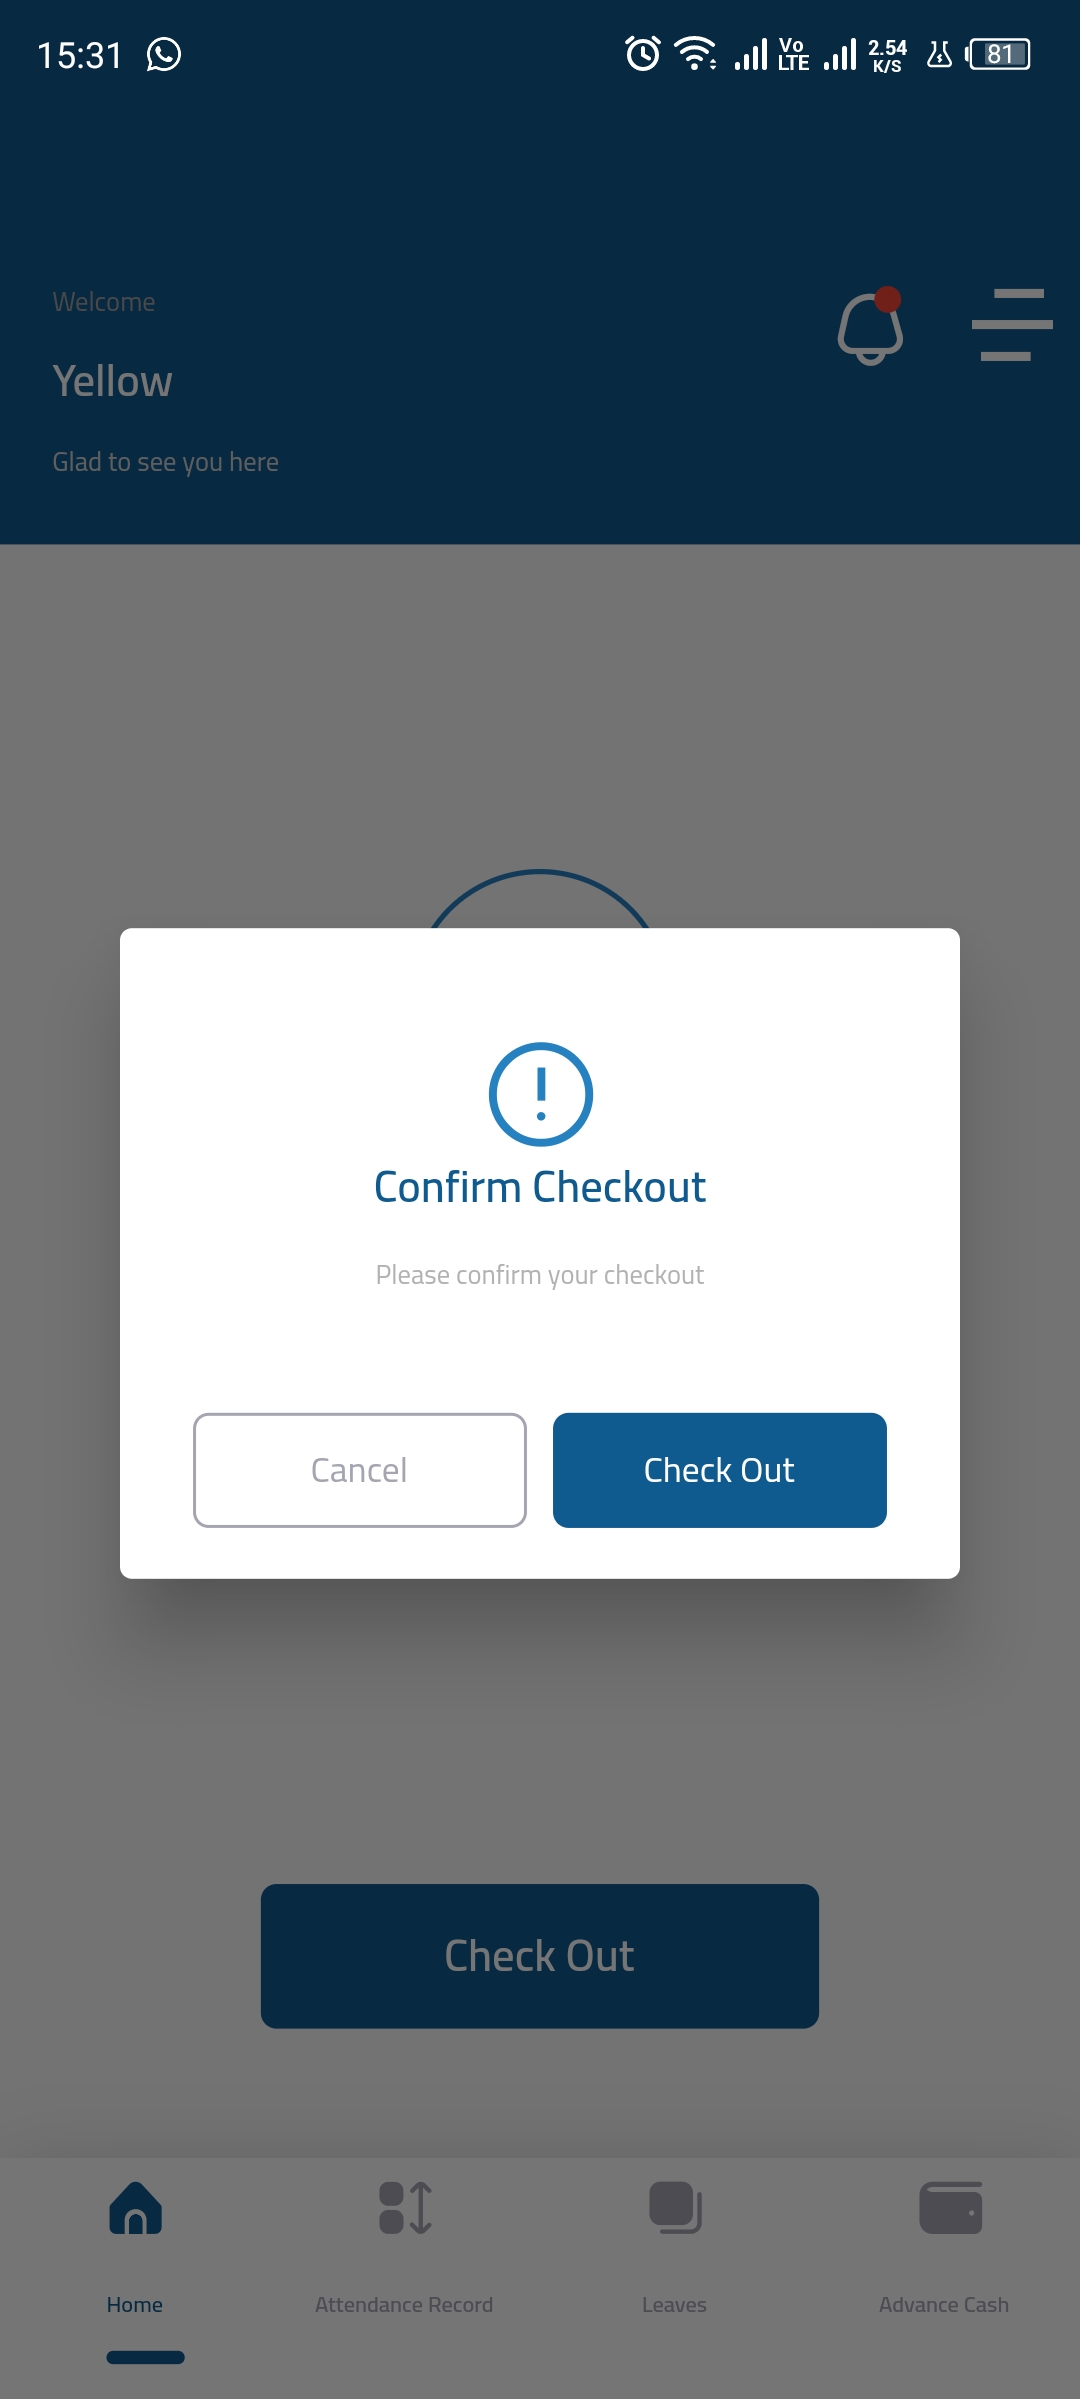 15:31
Vo
LTE
2.54
K/S
81
Welcome
Yellow
Glad to see you here
Confirm Checkout
Please confirm your checkout
Cancel
Check Out
Check Out
Home
Attendance Record
Leaves
Advance Cash